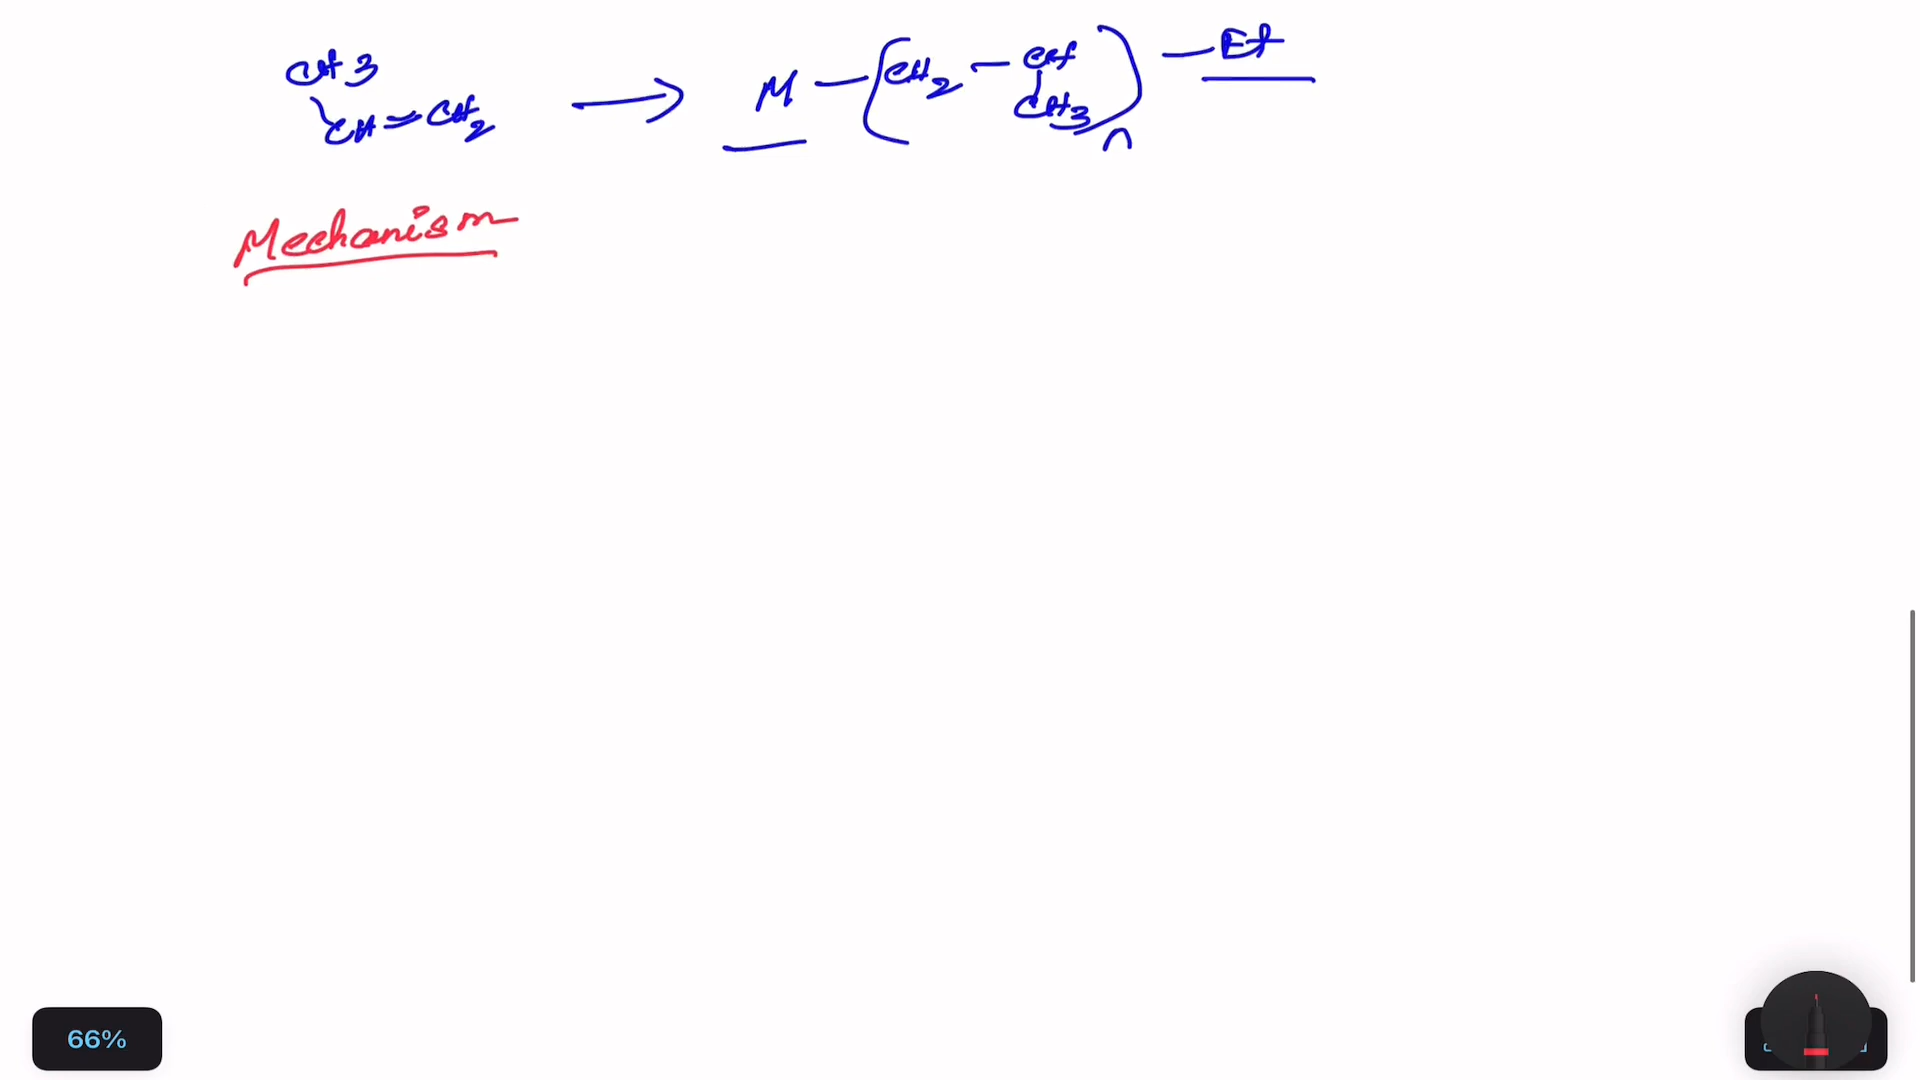 CH3
CH=CH2 → M-(CH2-CH-)n-Et
CH3
Mechanism
66%